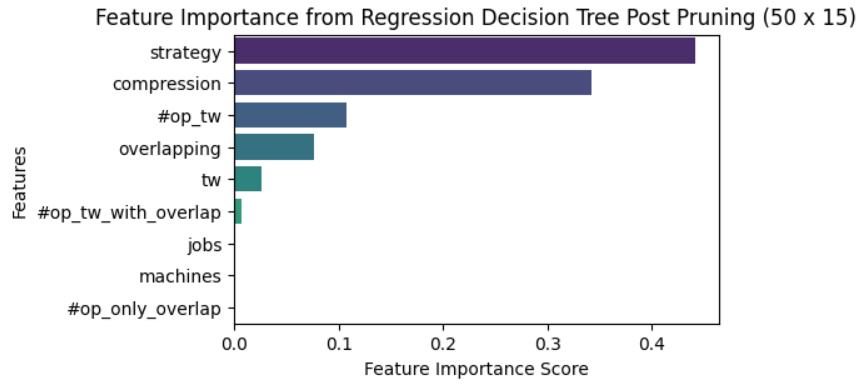 Feature Importance from Regression Decision Tree Post Pruning (50 x 15)
strategy
compression
#op_tw
overlapping
tw
#op_tw_with_overlap
jobs
machines
#op_only_overlap
Features
0.0 0.1 0.2 0.3 0.4
Feature Importance Score